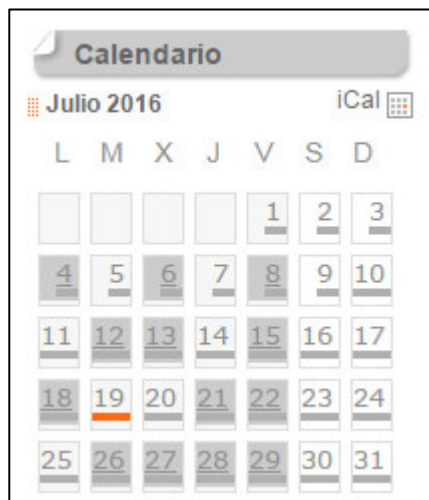 Calendario
Julio 2016 iCal
L M X J V S D
1 2 3
4 5 6 7 8 9 10
11 12 13 14 15 16 17
18 19 20 21 22 23 24
25 26 27 28 29 30 31